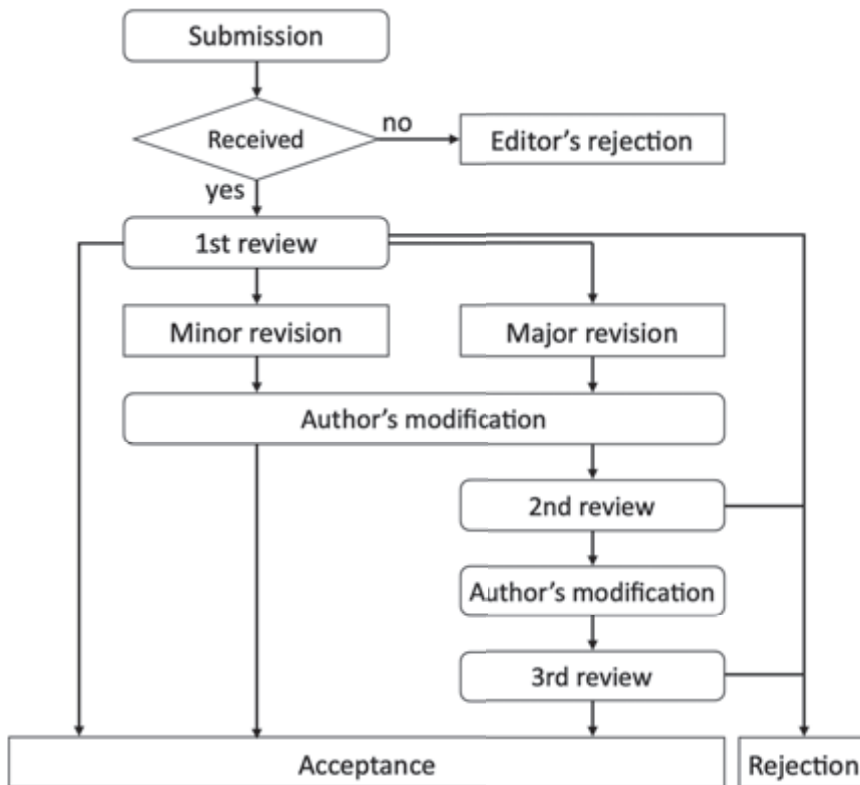 Submission
Received
no
Editor's rejection
yes
1st review
Minor revision
Major revision
Author's modification
2nd review
Author's modification
3rd review
Acceptance
Rejection